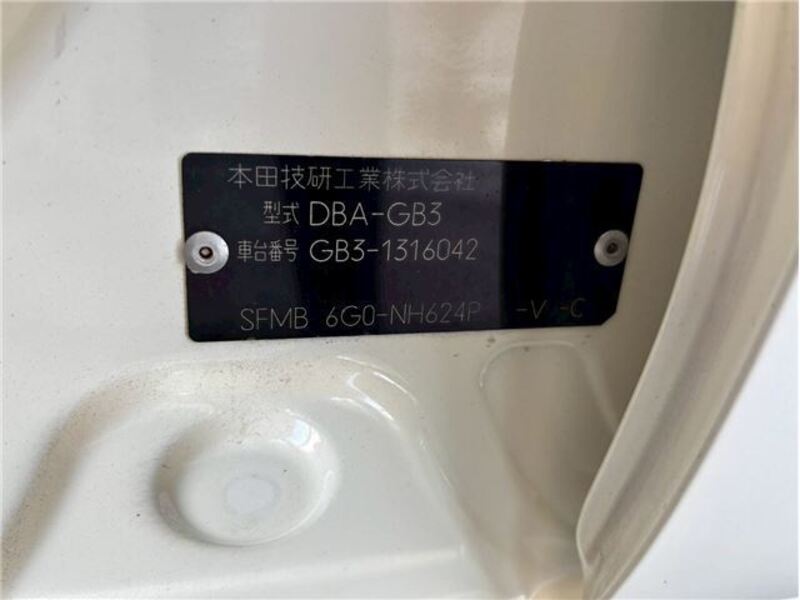 本田技研工業株式会社
型式 DBA-GB3
車台番号 GB3-1316042
SFMB 6G0-NH624P -V -C